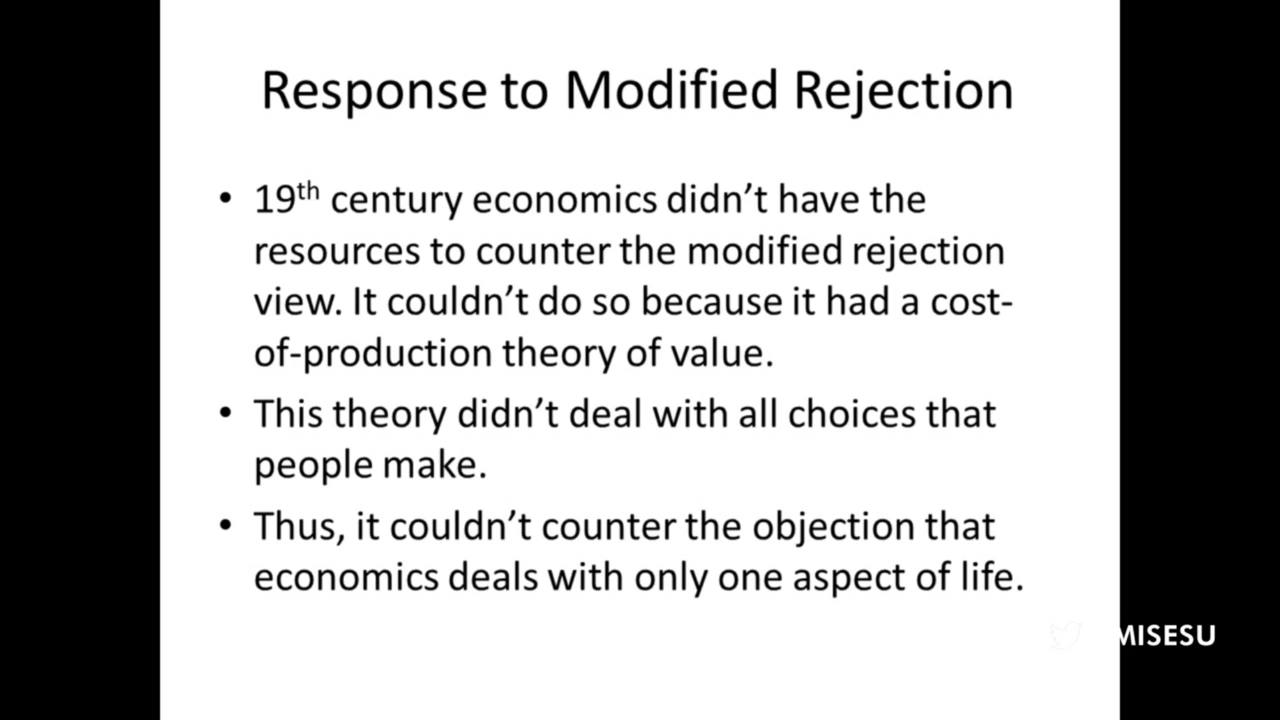 Response to Modified Rejection
• 19th century economics didn’t have the
resources to counter the modified rejection
view. It couldn’t do so because it had a cost-
of-production theory of value.
• This theory didn’t deal with all choices that
people make.
• Thus, it couldn’t counter the objection that
economics deals with only one aspect of life.
MISESU